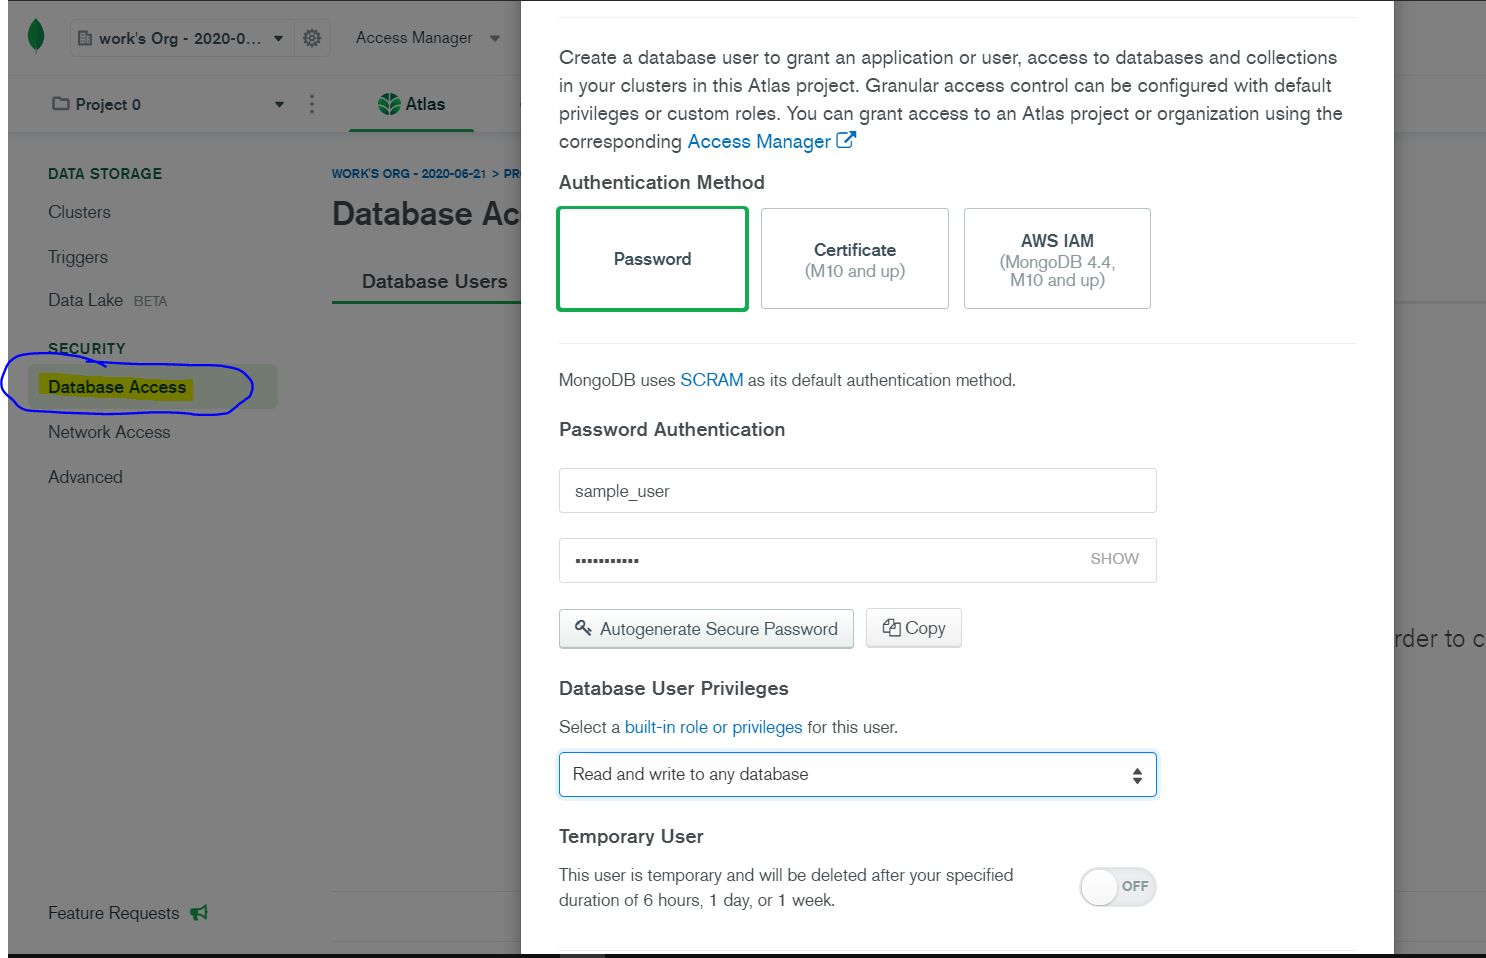 work's Org - 2020-0...
Access Manager
Project 0
Atlas
DATA STORAGE
Clusters
Triggers
Data Lake BETA
SECURITY
Database Access
Network Access
Advanced
Feature Requests
WORK'S ORG - 2020-06-21 > PR
Database Ac
Database Users
Create a database user to grant an application or user, access to databases and collections
in your clusters in this Atlas project. Granular access control can be configured with default
privileges or custom roles. You can grant access to an Atlas project or organization using the
corresponding Access Manager
Authentication Method
Password
Certificate
(M10 and up)
AWS IAM
(MongoDB 4.4,
M10 and up)
MongoDB uses SCRAM as its default authentication method.
Password Authentication
sample_user
•••••••••••
SHOW
Autogenerate Secure Password
Copy
Database User Privileges
Select a built-in role or privileges for this user.
Read and write to any database
Temporary User
This user is temporary and will be deleted after your specified
duration of 6 hours, 1 day, or 1 week.
OFF
rder to c